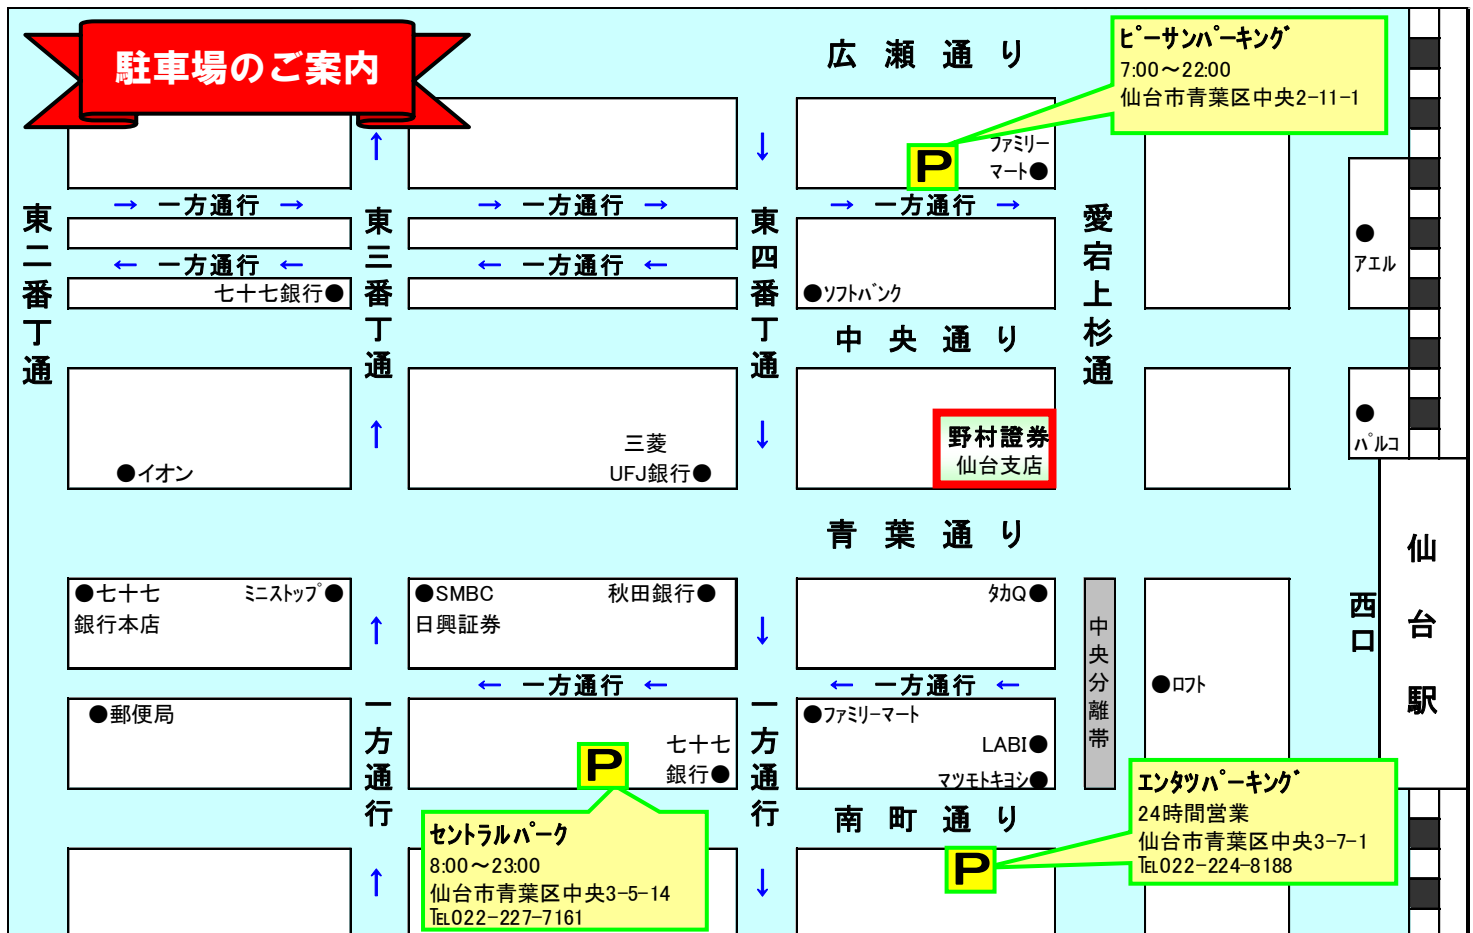 駐車場のご案内
広瀬通り
ﾋﾟｰｻﾝﾊﾟｰｷﾝｸﾞ
7:00～22:00
仙台市青葉区中央2-11-1
ﾌｧﾐﾘｰ
ﾏｰﾄ●
P
→ 一方通行 →
→ 一方通行 →
→ 一方通行 →
東二番丁通
東三番丁通
東四番丁通
愛宕上杉通
← 一方通行 ←
← 一方通行 ←
七十七銀行●
●ｿﾌﾄﾊﾞﾝｸ
●
ｱｴﾙ
中央通り
●イオン
三菱
UFJ銀行●
野村證券
仙台支店
●
ﾊﾟﾙｺ
青葉通り
仙台駅
西口
●七十七
銀行本店
ﾐﾆｽﾄｯﾌﾟ●
●SMBC
日興証券
秋田銀行●
ﾀｶQ●
中央分離帯
← 一方通行 ←
← 一方通行 ←
●ﾛﾌﾄ
●郵便局
一方通行
P
七十七
銀行●
一方通行
●ﾌｧﾐﾘｰﾏｰﾄ
LABI●
ﾏﾂﾓﾄｷﾖｼ●
南町通り
ｴﾝﾀﾂﾊﾟｰｷﾝｸﾞ
24時間営業
仙台市青葉区中央3-7-1
℡022-224-8188
P
ｾﾝﾄﾗﾙﾊﾟｰｸ
8:00～23:00
仙台市青葉区中央3-5-14
℡022-227-7161